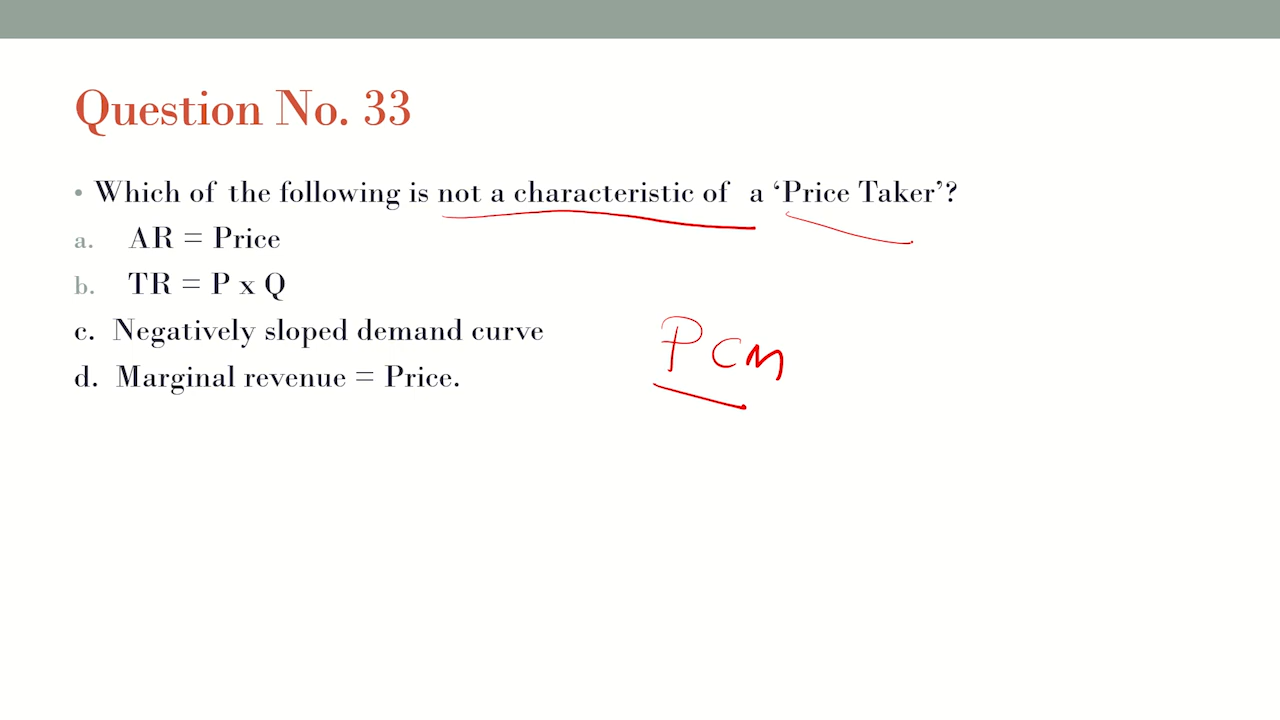 Question No. 33
• Which of the following is not a characteristic of a ‘Price Taker’?
a. AR = Price
b. TR = P x Q
c. Negatively sloped demand curve
d. Marginal revenue = Price.
PCM